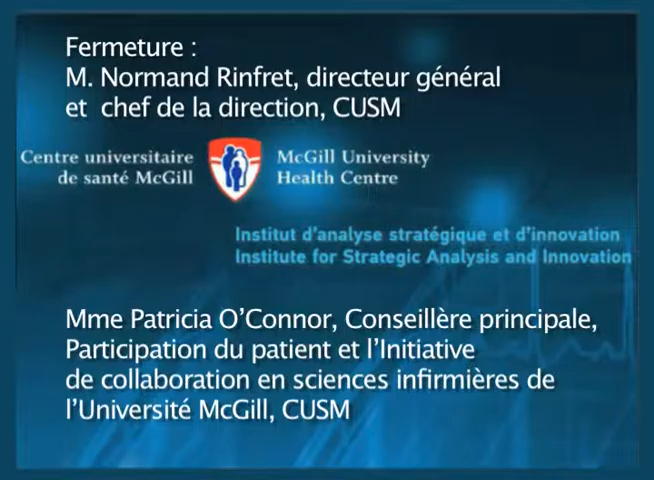 Fermeture :
M. Normand Rinfret, directeur général
et chef de la direction, CUSM
Centre universitaire
de santé McGill
McGill University
Health Centre
Institut d'analyse stratégique et d'innovation
Institute for Strategic Analysis and Innovation
Mme Patricia O’Connor, Conseillère principale,
Participation du patient et l’Initiative
de collaboration en sciences infirmières de
l’Université McGill, CUSM